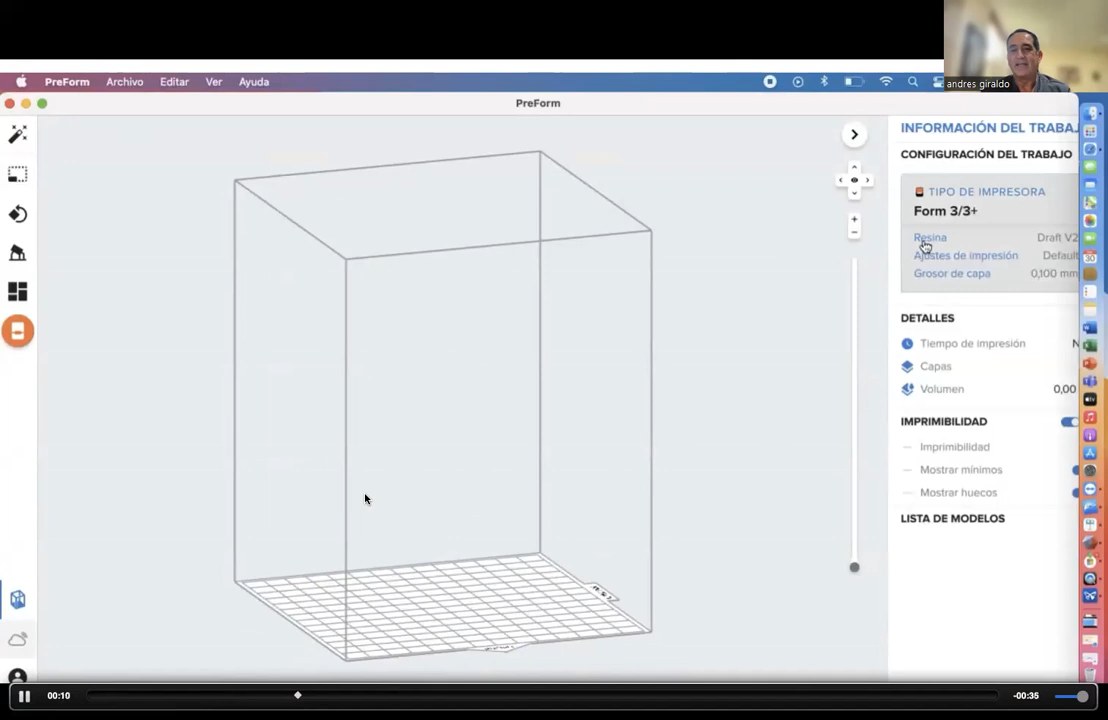 andres giraldo
PreForm Archivo Editar Ver Ayuda
PreForm
INFORMACIÓN DEL TRABAJ
CONFIGURACIÓN DEL TRABAJO
TIPO DE IMPRESORA
Form 3/3+
Resina Draft V2
Ajustes de impresión Default
Grosor de capa 0,100 mm
DETALLES
Tiempo de impresión N
Capas
Volumen 0,00
IMPRIMIBILIDAD
Imprimibilidad
Mostrar mínimos
Mostrar huecos
LISTA DE MODELOS
30
00:10 -00:35